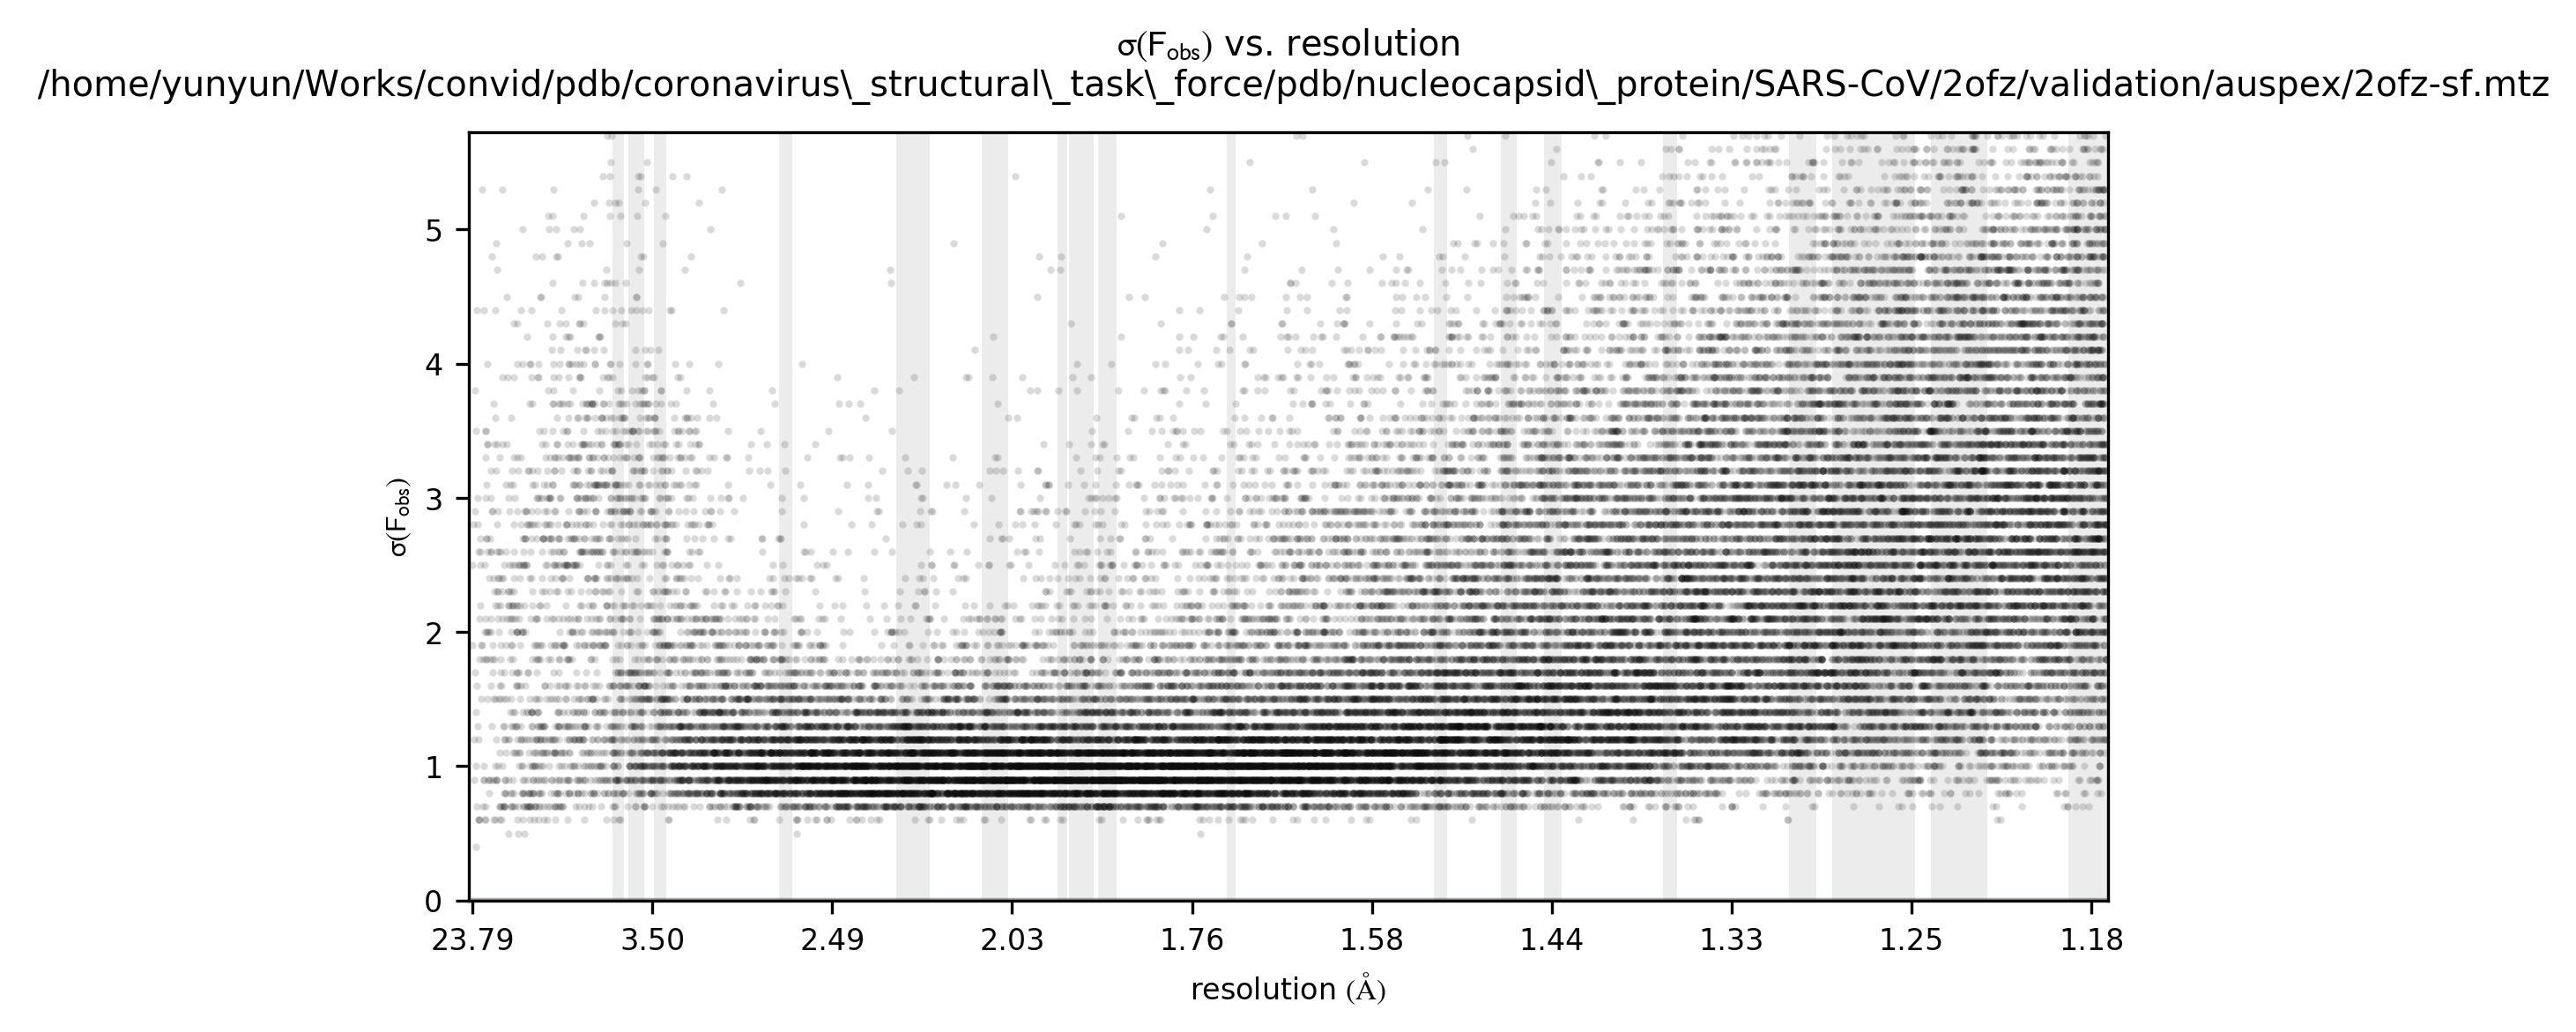 σ(Fobs) vs. resolution
/home/yunyun/Works/convid/pdb/coronavirus\_structural\_task\_force/pdb/nucleocapsid\_protein/SARS-CoV/2ofz/validation/auspex/2ofz-sf.mtz
σ(Fobs)
5
4
3
2
1
0
23.79 3.50 2.49 2.03 1.76 1.58 1.44 1.33 1.25 1.18
resolution (Å)